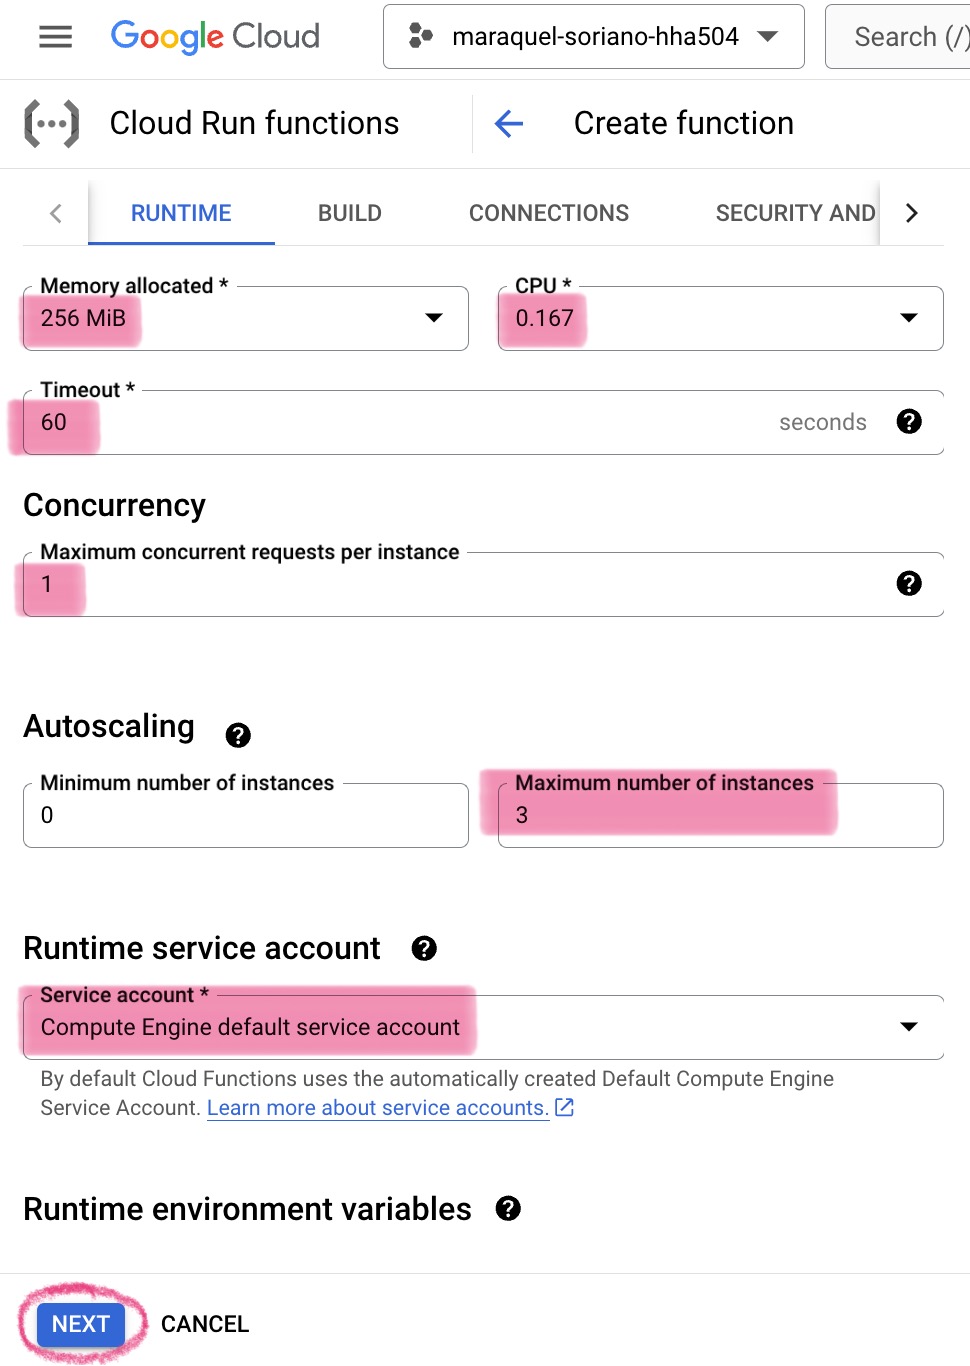 Google Cloud
maraquel-soriano-hha504
Search (/)
Cloud Run functions
Create function
RUNTIME BUILD CONNECTIONS SECURITY AND
Memory allocated *
256 MiB
CPU *
0.167
Timeout *
60
seconds
Concurrency
Maximum concurrent requests per instance
1
Autoscaling
Minimum number of instances
0
Maximum number of instances
3
Runtime service account
Service account *
Compute Engine default service account
By default Cloud Functions uses the automatically created Default Compute Engine
Service Account. Learn more about service accounts.
Runtime environment variables
NEXT CANCEL